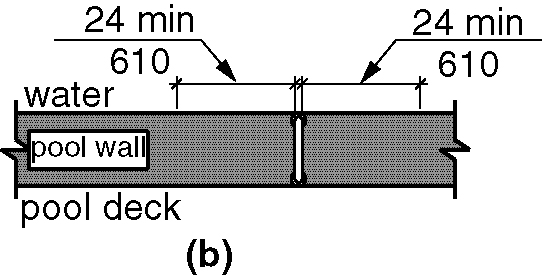 24 min
610
24 min
610
water
pool wall
pool deck
(b)